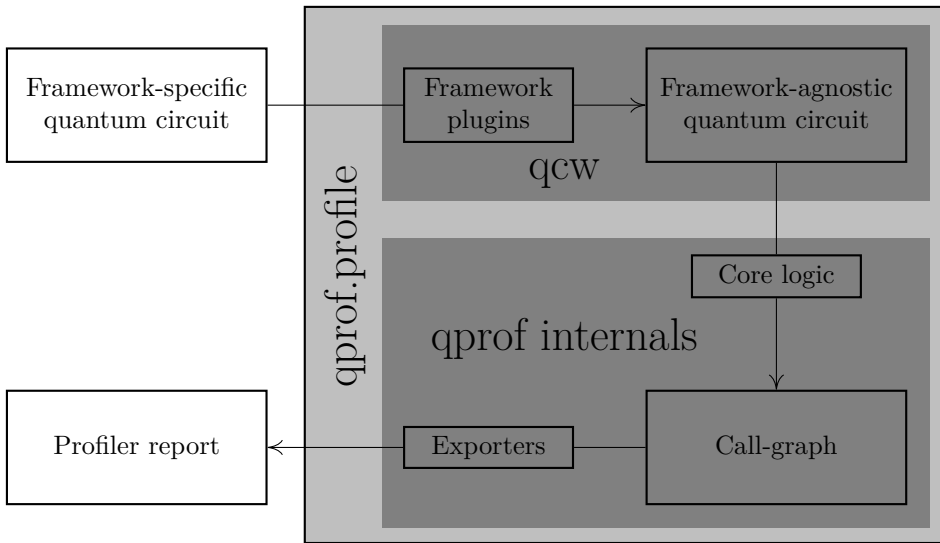 Framework-specific
quantum circuit
Framework
plugins
Framework-agnostic
quantum circuit
qcw
qprof.profile
Core logic
qprof internals
Profiler report
Exporters
Call-graph